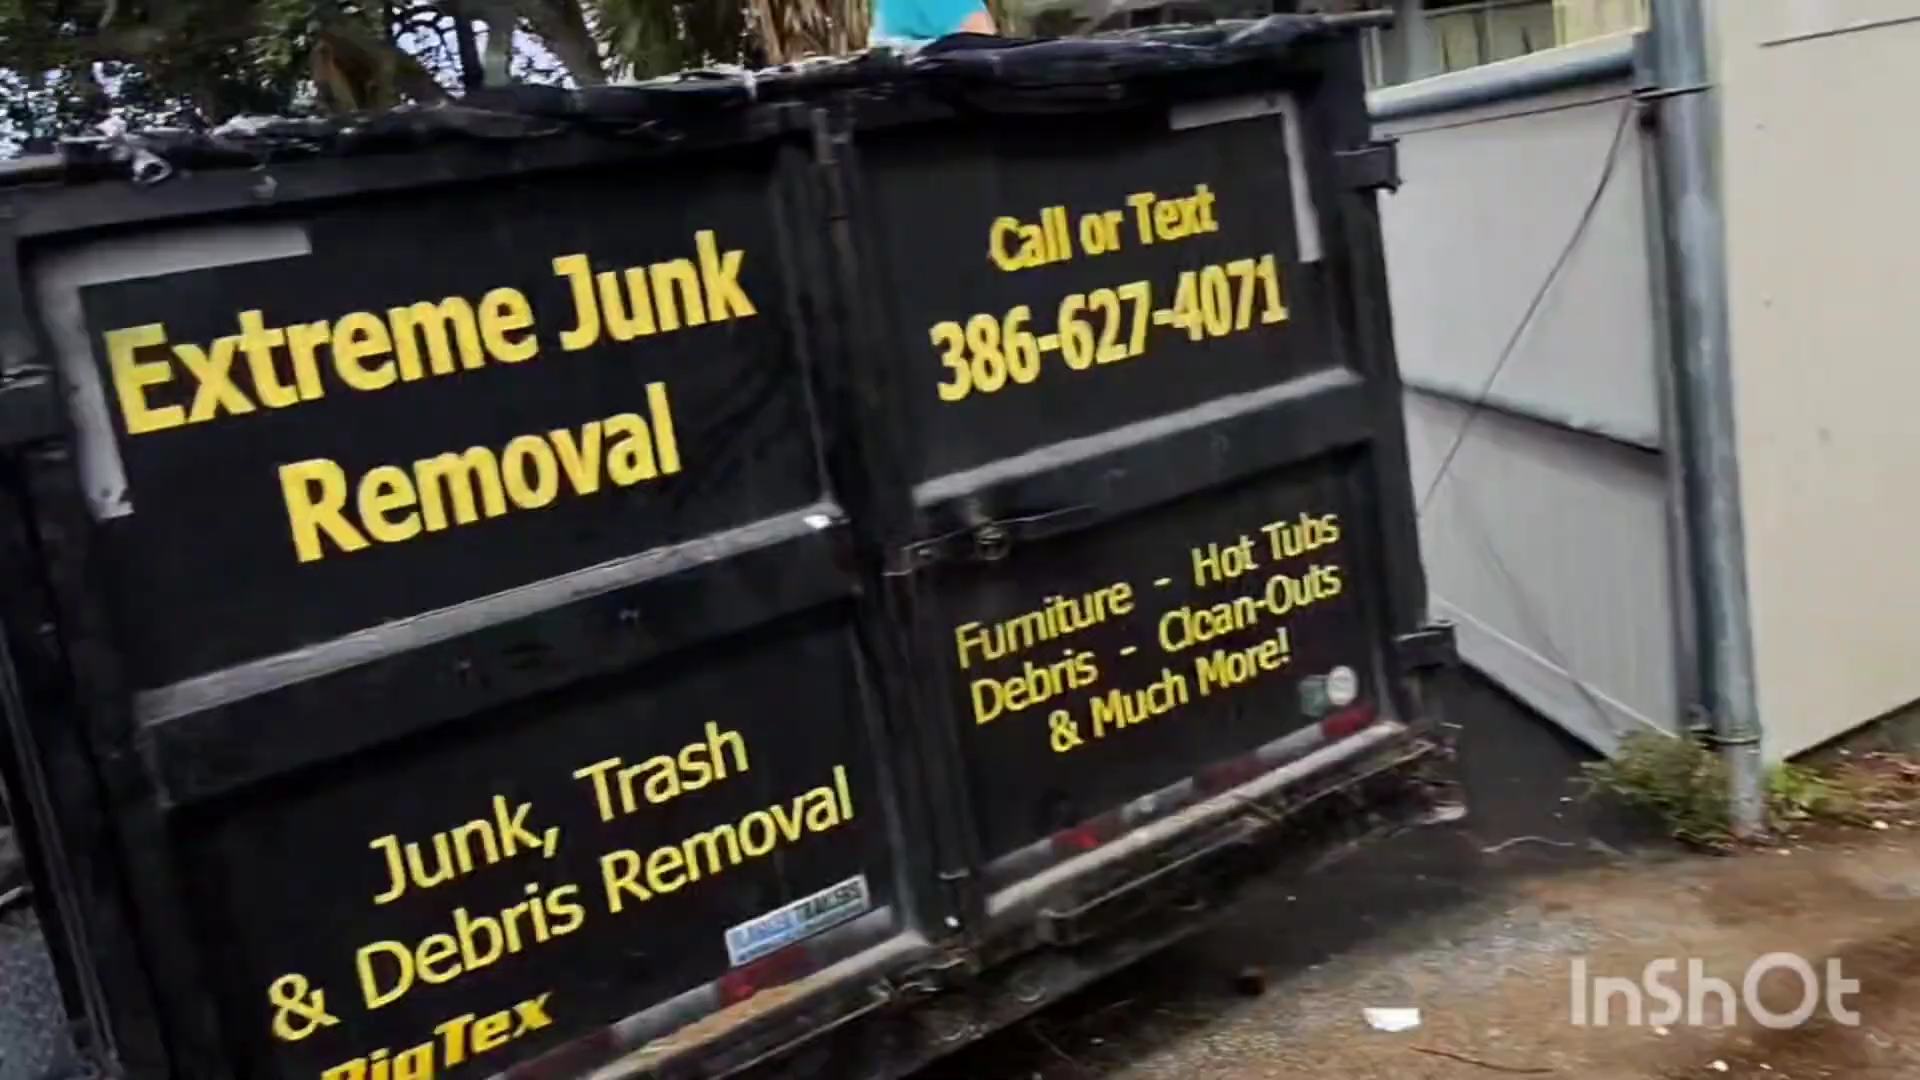 Extreme Junk
Removal
Call or Text
386-627-4071
Junk, Trash
& Debris Removal
Furniture - Hot Tubs
Debris - Clean-Outs
& Much More!
TRAILERS
BigTex
InShOt